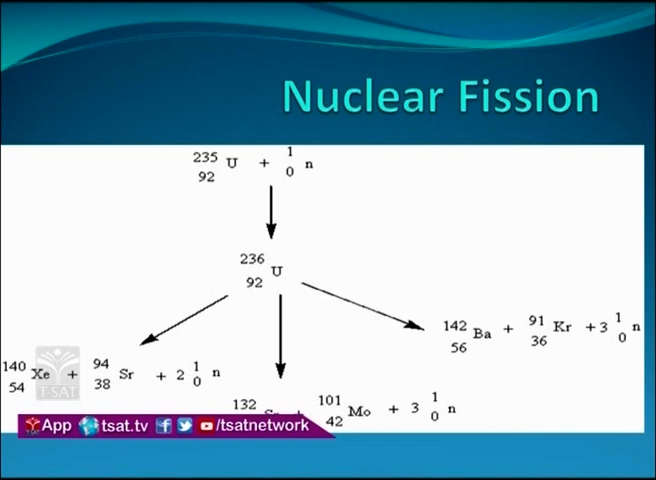 Nuclear Fission
235 92 U + 1 0 n
236 92 U
142 56 Ba + 91 36 Kr + 3 1 0 n
140 54 Xe + 94 38 Sr + 2 1 0 n
T-SAT
132 + 101 42 Mo + 3 1 0 n
App tsat.tv /tsatnetwork